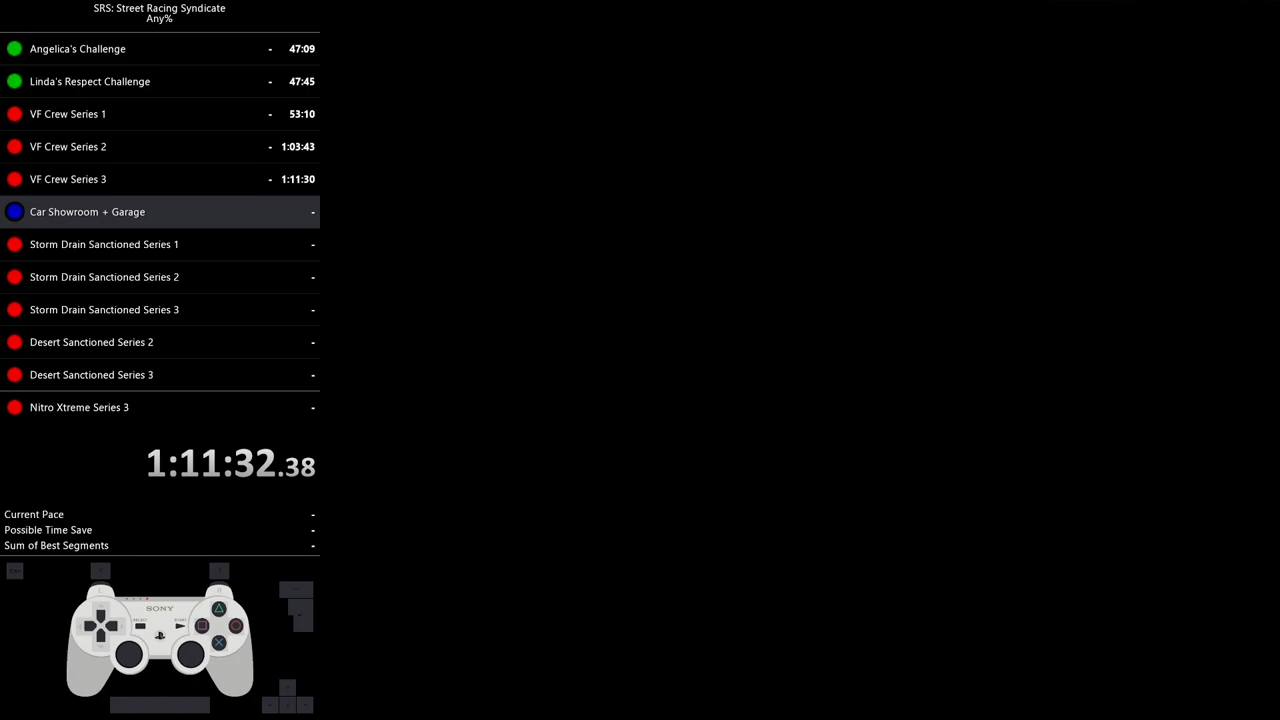 SRS: Street Racing Syndicate
Any%
Angelica's Challenge - 47:09
Linda's Respect Challenge - 47:45
VF Crew Series 1 - 53:10
VF Crew Series 2 - 1:03:43
VF Crew Series 3 - 1:11:30
Car Showroom + Garage -
Storm Drain Sanctioned Series 1 -
Storm Drain Sanctioned Series 2 -
Storm Drain Sanctioned Series 3 -
Desert Sanctioned Series 2 -
Desert Sanctioned Series 3 -
Nitro Xtreme Series 3 -
1:11:32.38
Current Pace -
Possible Time Save -
Sum of Best Segments -
L R
SONY
SELECT START